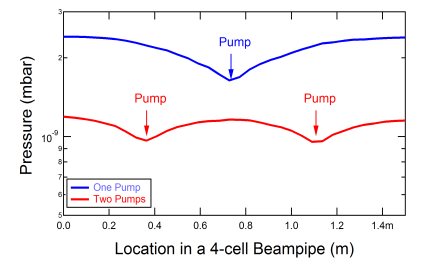 3
Pump
2
Pump
Pump
10⁻⁹
9
8
7
6
5
One Pump
Two Pumps
0.0 0.2 0.4 0.6 0.8 1.0 1.2 1.4m
Location in a 4-cell Beampipe (m)
Pressure (mbar)